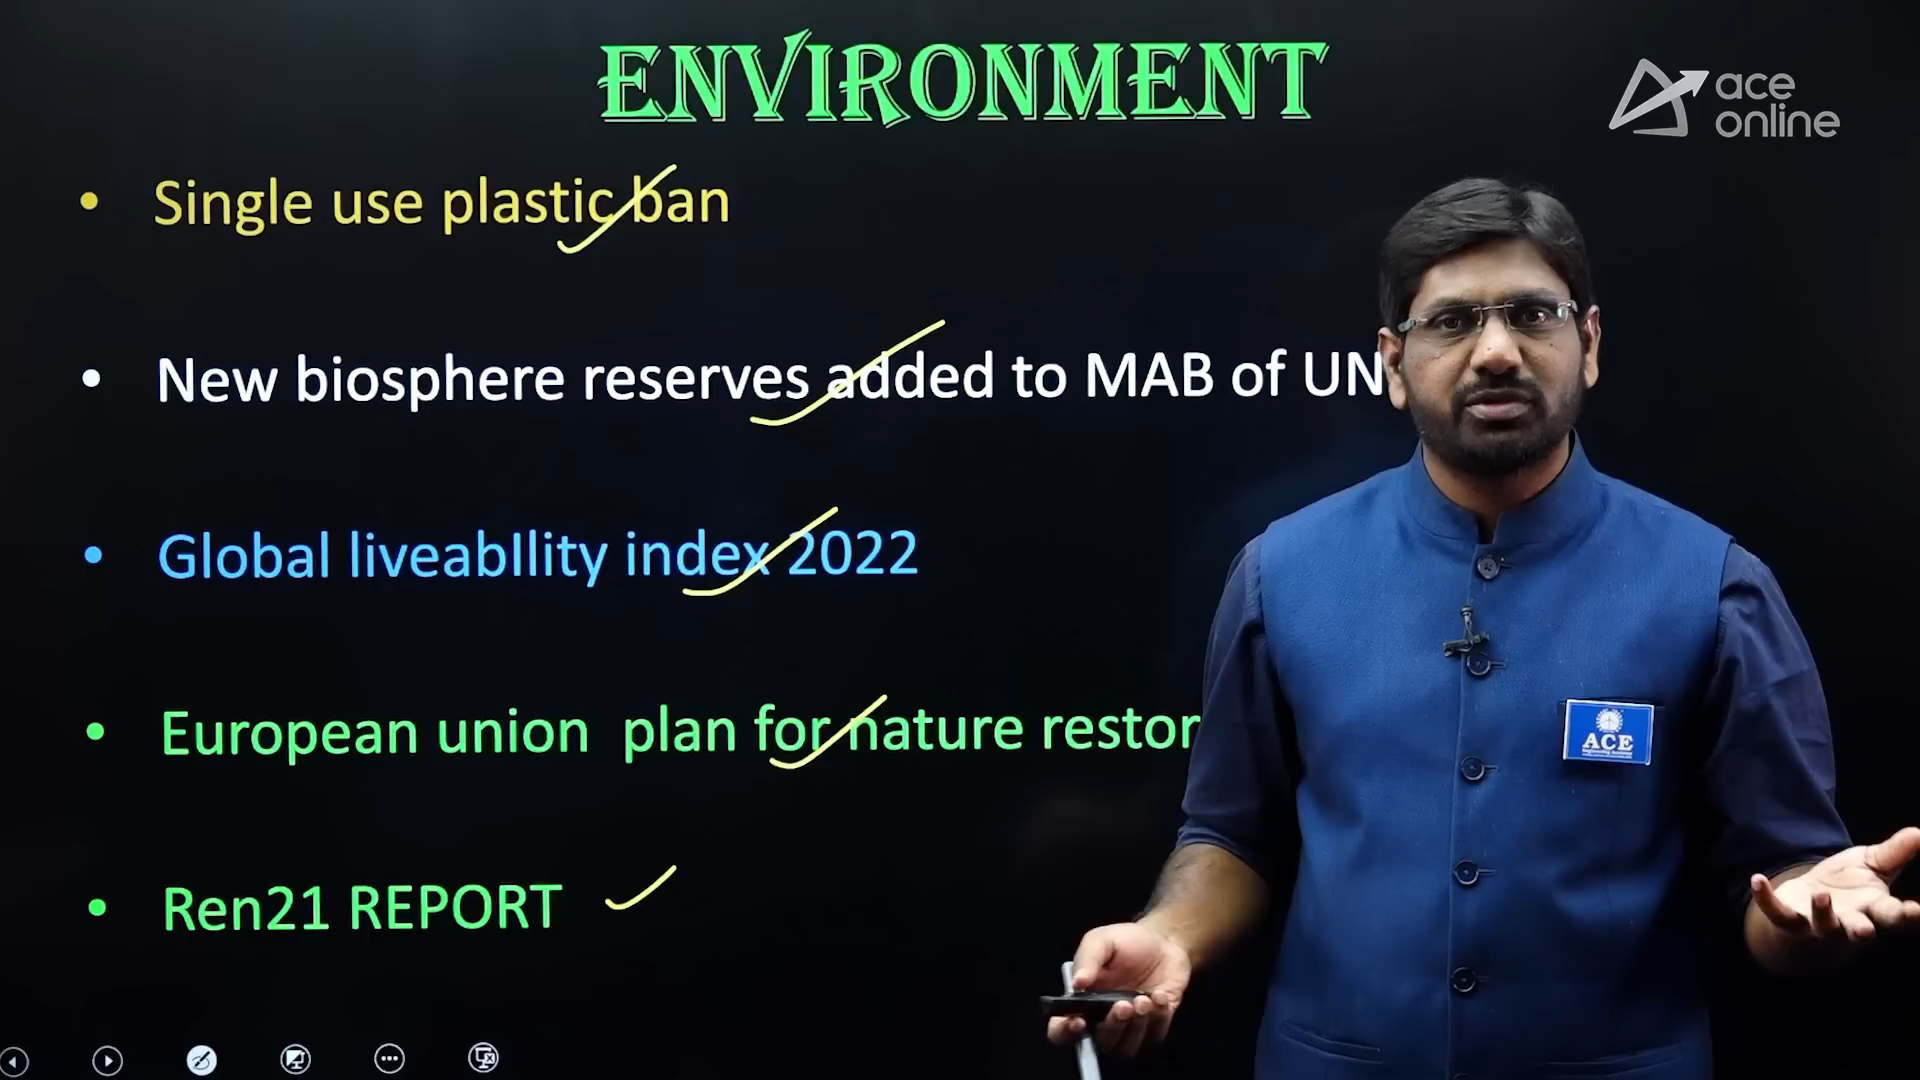 ENVIRONMENT
ace
online
• Single use plastic ban
• New biosphere reserves added to MAB of UN
• Global liveabIlity index 2022
• European union plan for nature restor
• Ren21 REPORT
ACE